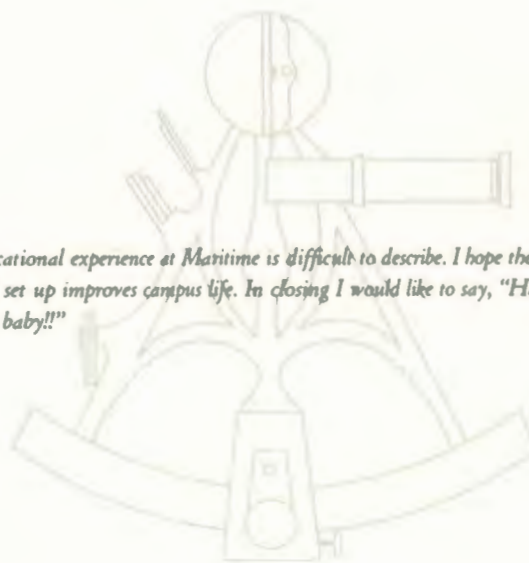 cational experience at Maritime is difficult to describe. I hope the
set up improves campus life. In closing I would like to say, "H
baby!!"